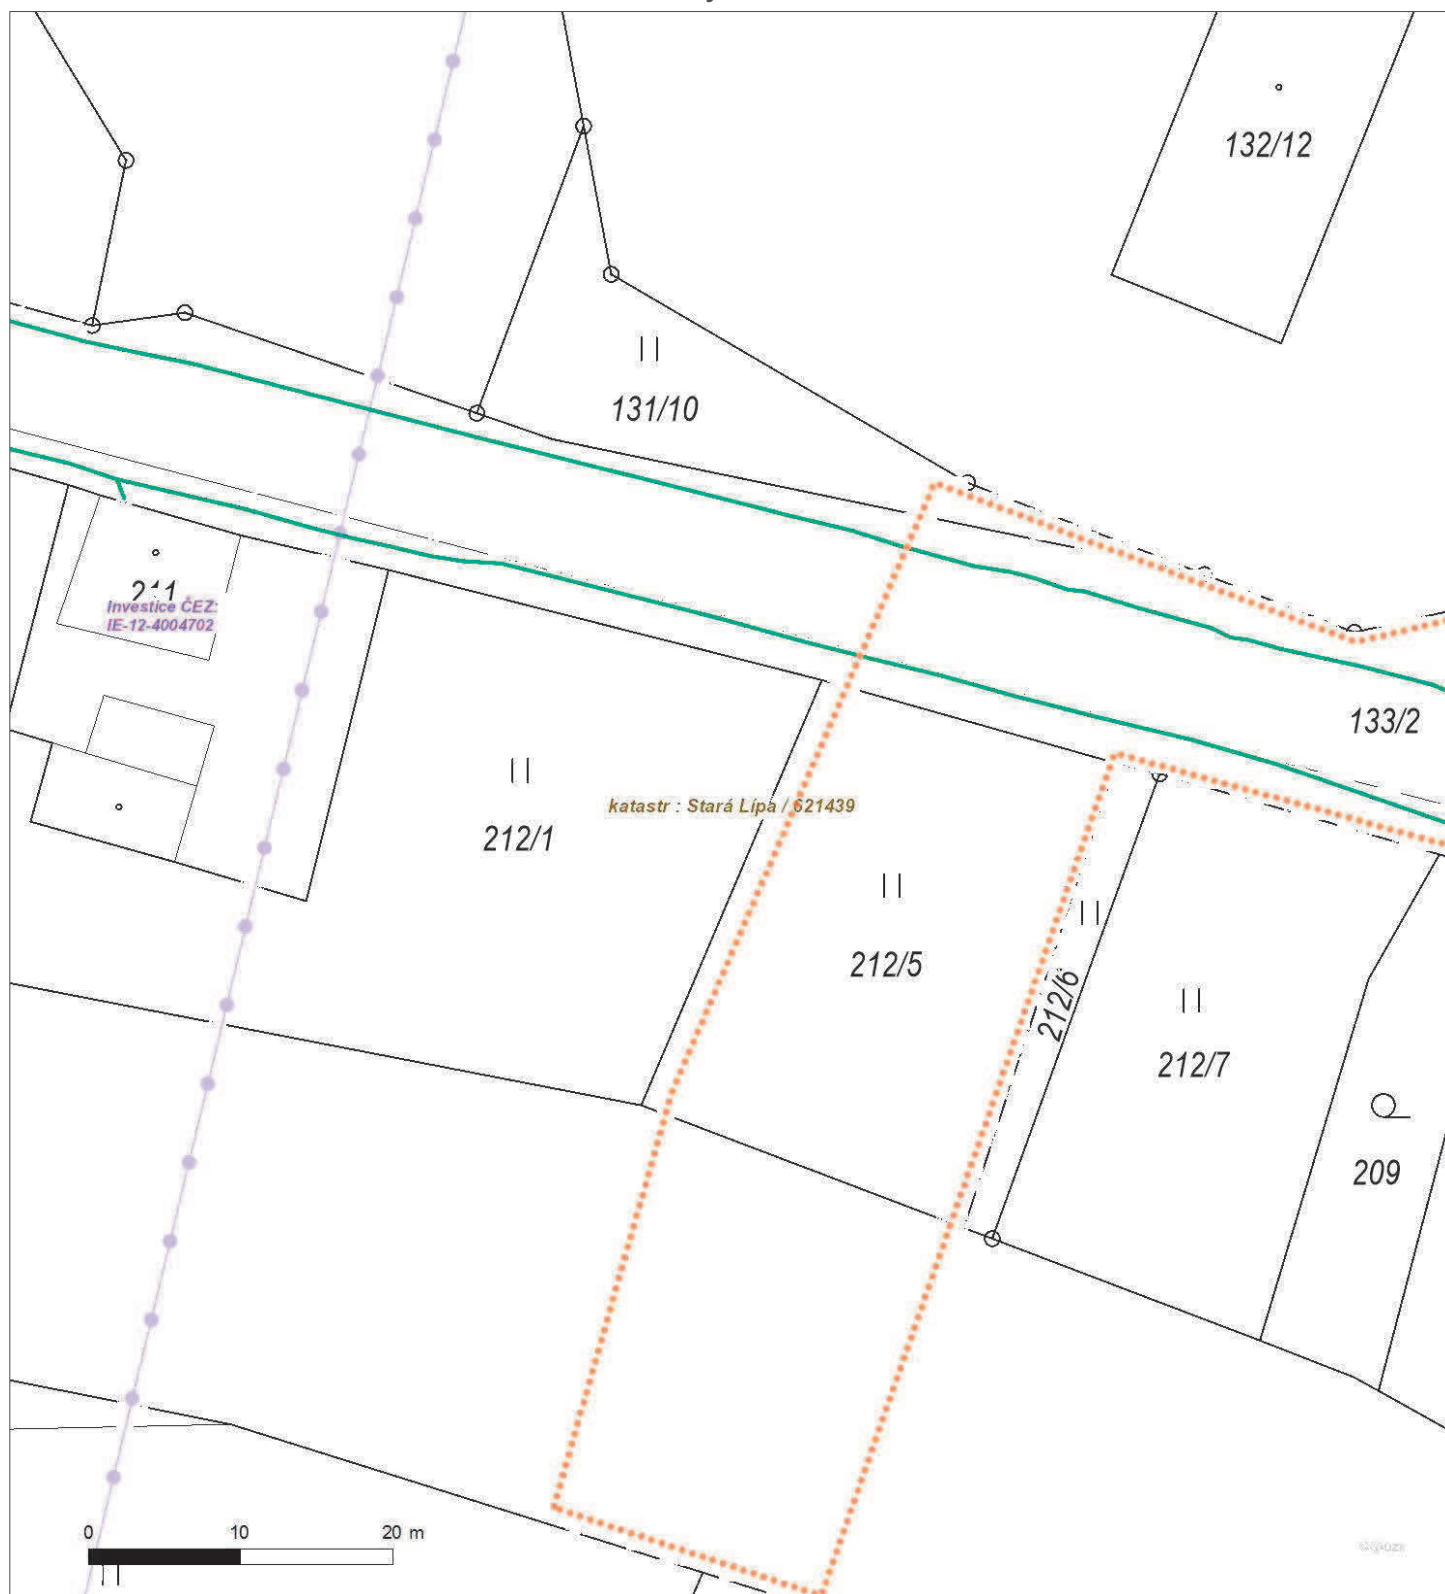 132/12
131/10
Investice ČEZ:
IE-12-4004702
133/2
katastr : Stará Lípa / 621439
212/1
212/5
212/6
212/7
209
0 10 20 m